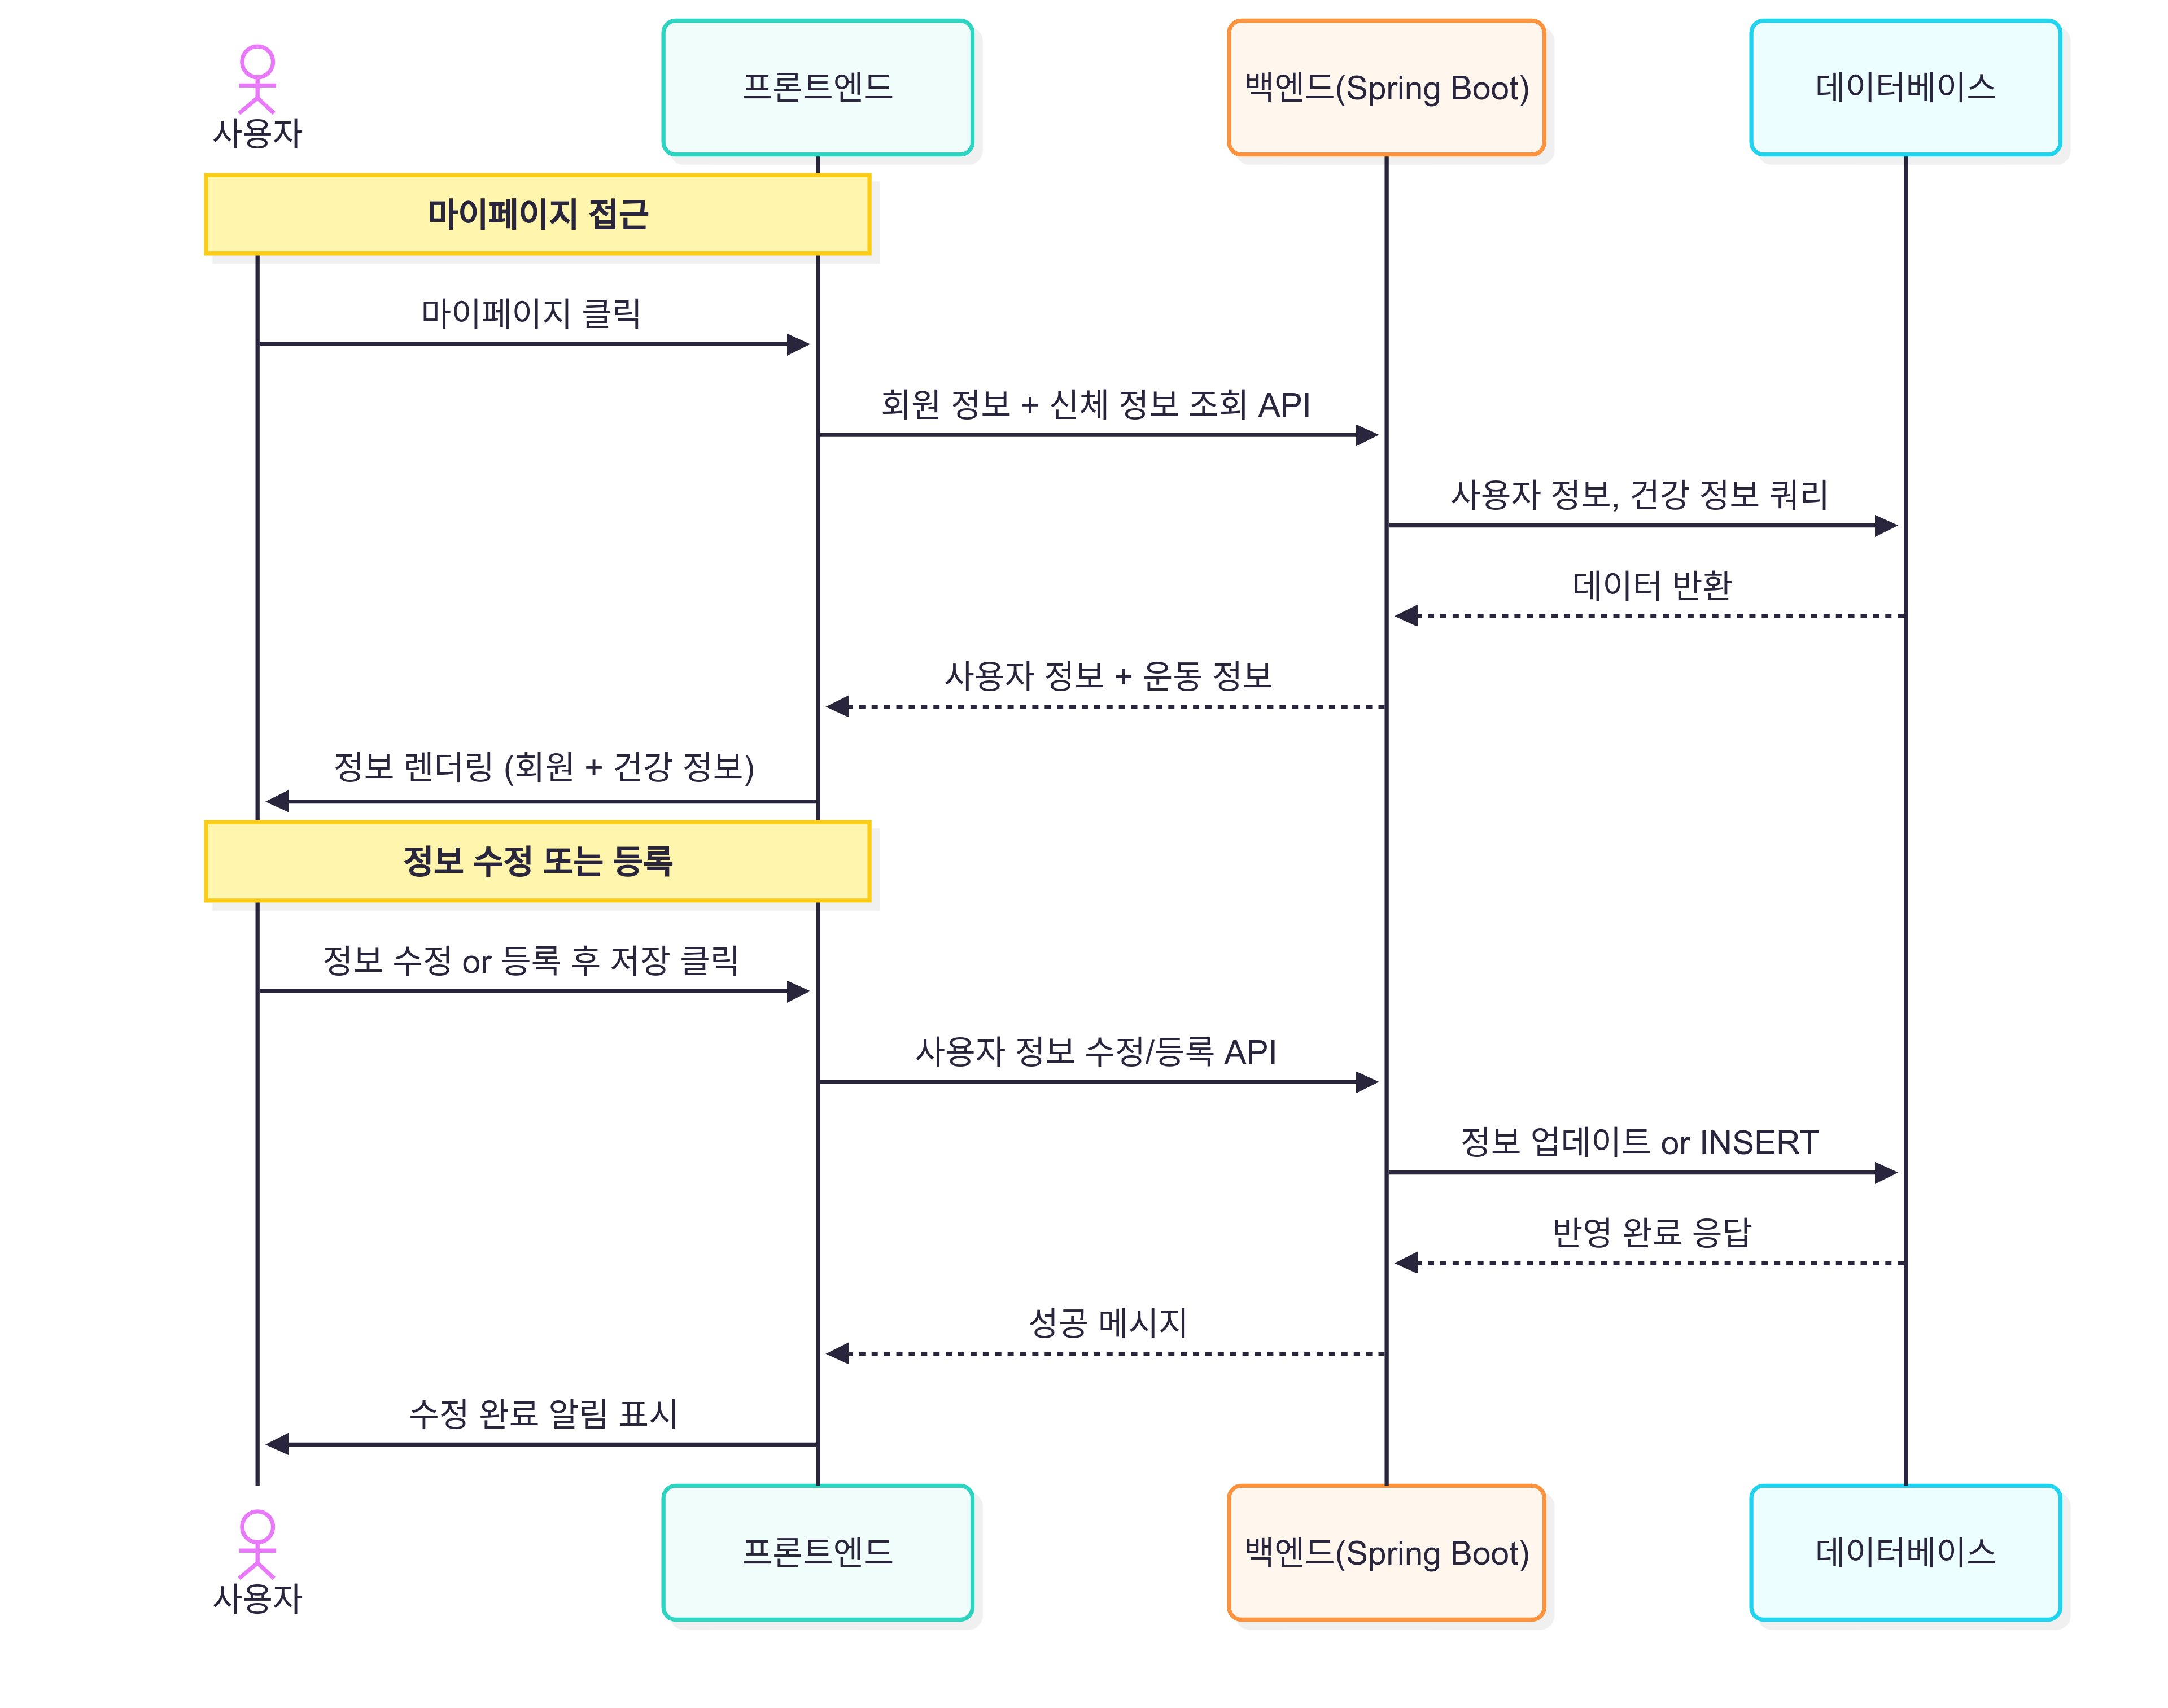 사용자
프론트엔드
백엔드(Spring Boot)
데이터베이스
마이페이지 접근
마이페이지 클릭
회원 정보 + 신체 정보 조회 API
사용자 정보, 건강 정보 쿼리
데이터 반환
사용자 정보 + 운동 정보
정보 렌더링 (회원 + 건강 정보)
정보 수정 또는 등록
정보 수정 or 등록 후 저장 클릭
사용자 정보 수정/등록 API
정보 업데이트 or INSERT
반영 완료 응답
성공 메시지
수정 완료 알림 표시
사용자
프론트엔드
백엔드(Spring Boot)
데이터베이스